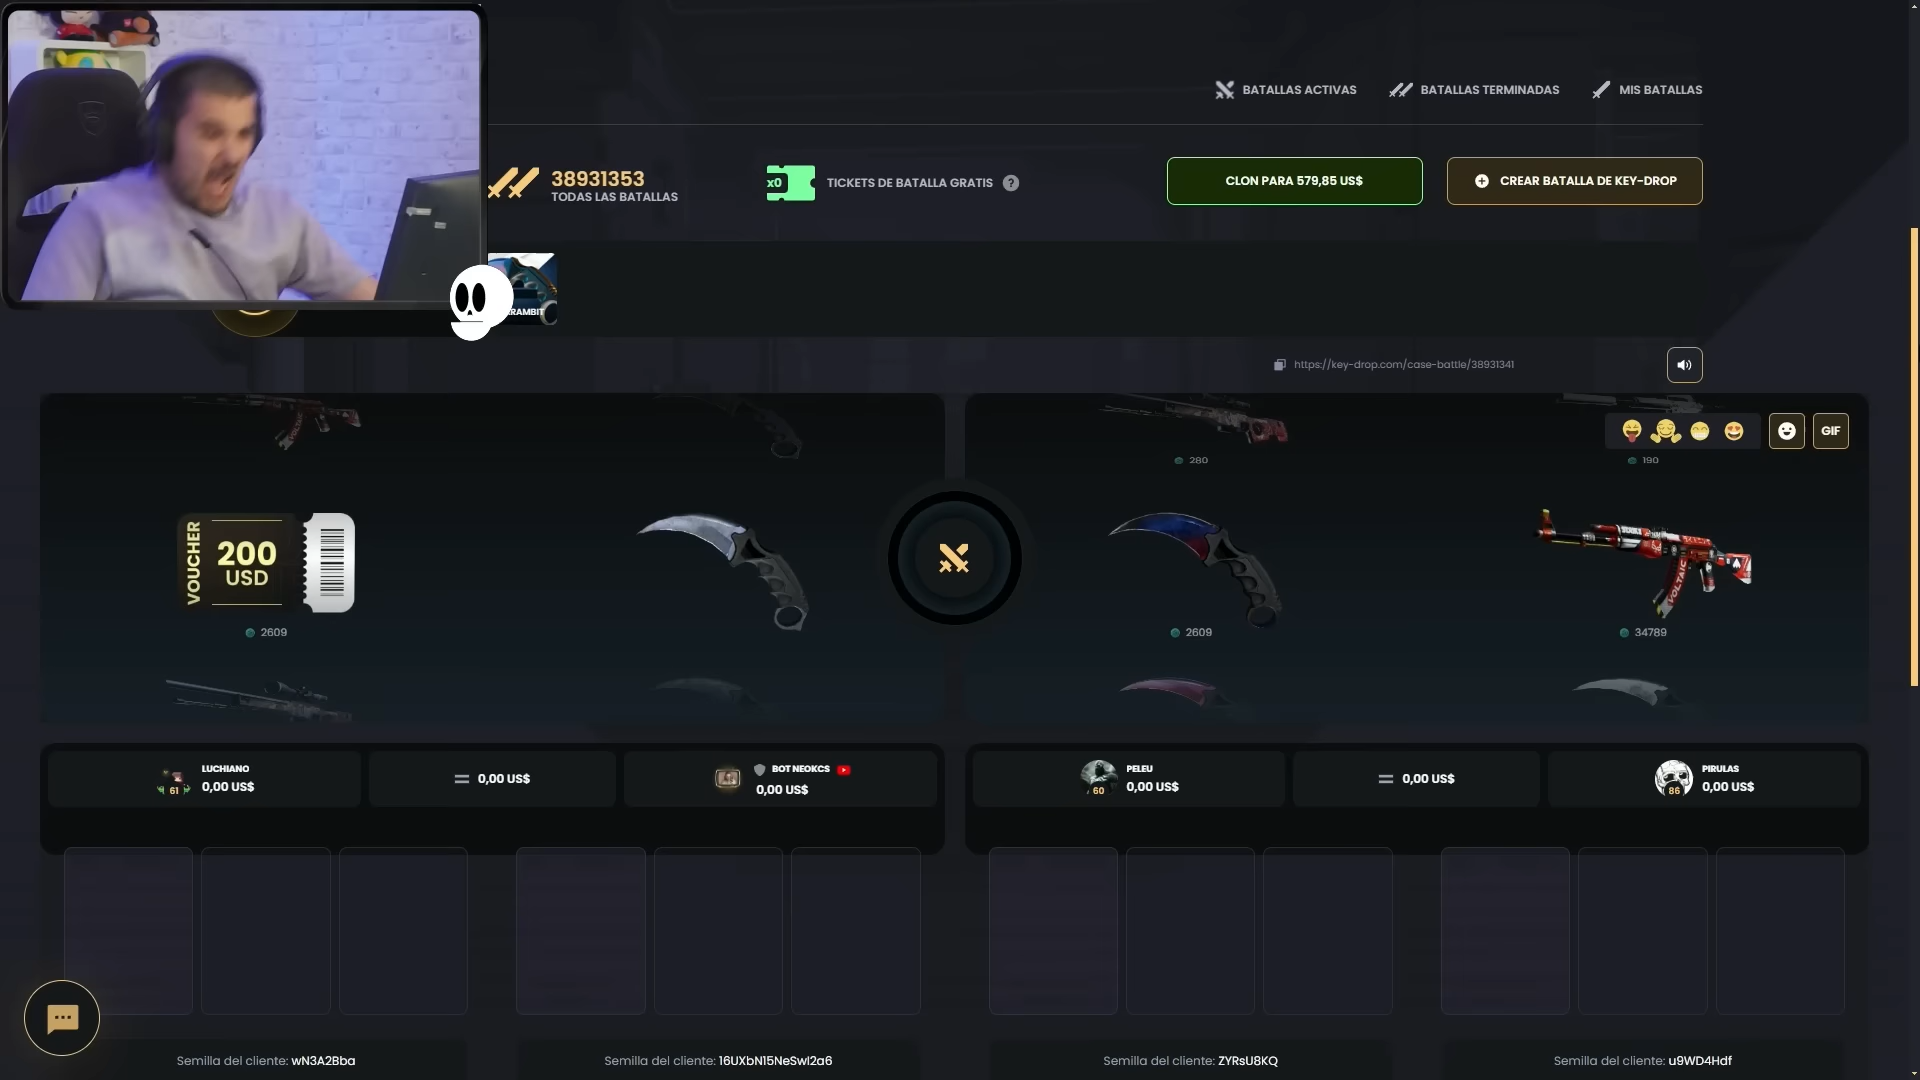 BATALLAS ACTIVAS
BATALLAS TERMINADAS
MIS BATALLAS
38931353
TODAS LAS BATALLAS
x0
TICKETS DE BATALLA GRATIS
?
CLON PARA 579,85 US$
CREAR BATALLA DE KEY-DROP
RAMBIT
https://key-drop.com/case-battle/38931341
GIF
280
190
VOUCHER
200
USD
VOLTAIC
2609
2609
34789
LUCHIANO
61
0,00 US$
0,00 US$
BOT NEOKCS
0,00 US$
PELEU
60
0,00 US$
0,00 US$
PIRULAS
86
0,00 US$
Semilla del cliente: wN3A2Bba
Semilla del cliente: 16UXbN15NeSwI2a6
Semilla del cliente: ZYRsU8KQ
Semilla del cliente: u9WD4Hdf